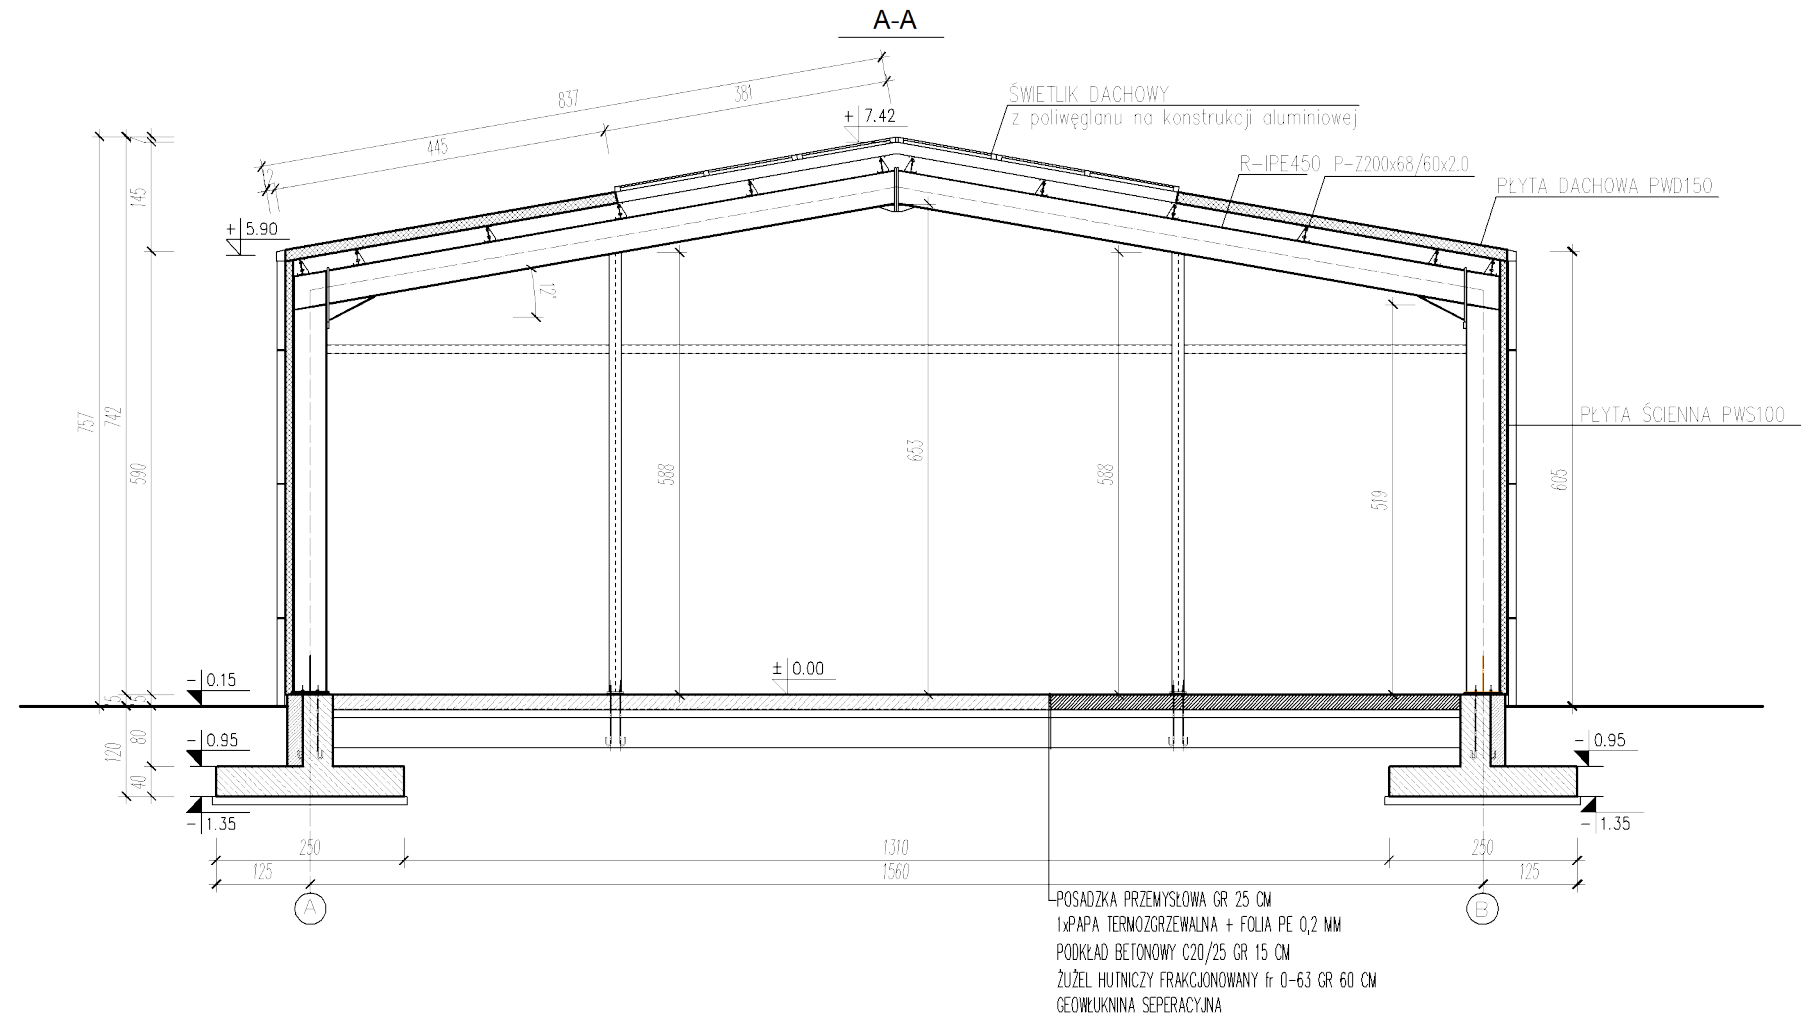 A-A
837
381
ŚWIETLIK DACHOWY
z poliwęglanu na konstrukcji aluminiowej
+ 7.42
445
12
R-IPE450 P-Z200x68/60x2.0
PŁYTA DACHOWA PWD150
145
+ 5.90
12°
757
742
590
588
653
588
519
605
PŁYTA ŚCIENNA PWS100
± 0.00
- 0.15
15
15
- 0.95
120
80
40
- 0.95
- 1.35
- 1.35
250
1310
250
125
1560
125
A
B
POSADZKA PRZEMYSŁOWA GR 25 CM
1xPAPA TERMOZGRZEWALNA + FOLIA PE 0,2 MM
PODKŁAD BETONOWY C20/25 GR 15 CM
ŻUŻEL HUTNICZY FRAKCJONOWANY fr 0-63 GR 60 CM
GEOWŁUKNINA SEPERACYJNA